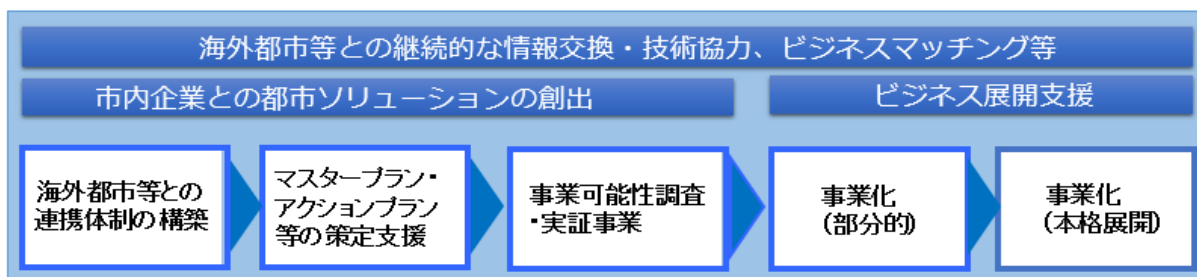 海外都市等との継続的な情報交換・技術協力、ビジネスマッチング等
市内企業との都市ソリューションの創出
ビジネス展開支援
海外都市等との
連携体制の構築
マスタープラン・
アクションプラン
等の策定支援
事業可能性調査
・実証事業
事業化
(部分的)
事業化
(本格展開)